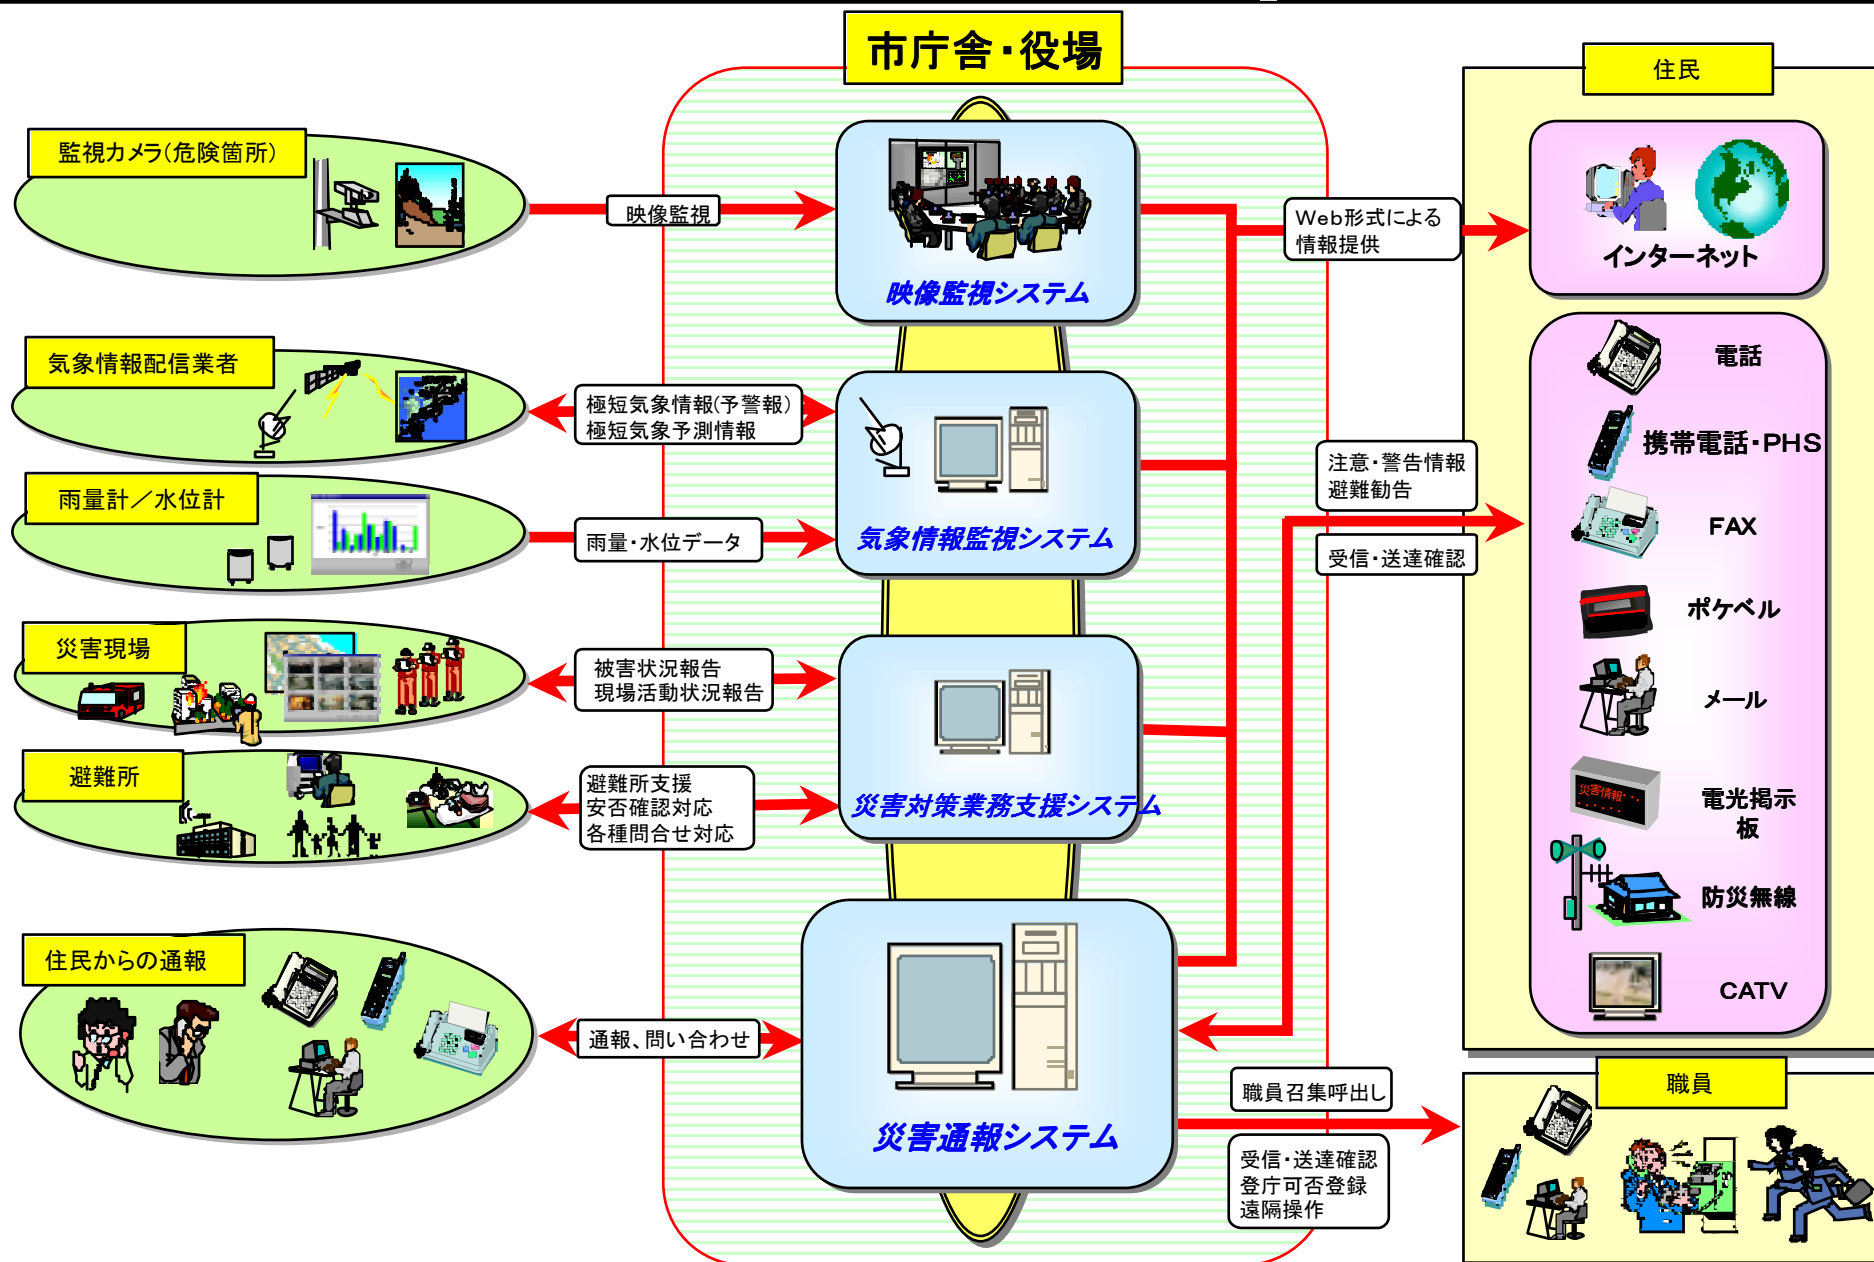 市庁舎・役場
監視カメラ(危険箇所)
映像監視
映像監視システム
気象情報配信業者
極短気象情報(予警報)
極短気象予測情報
雨量計／水位計
雨量・水位データ
気象情報監視システム
災害現場
被害状況報告
現場活動状況報告
避難所
避難所支援
安否確認対応
各種問合せ対応
災害対策業務支援システム
住民からの通報
通報、問い合わせ
災害通報システム
Web形式による
情報提供
注意・警告情報
避難勧告
受信・送達確認
職員召集呼出し
受信・送達確認
登庁可否登録
遠隔操作
住民
インターネット
電話
携帯電話・PHS
FAX
ポケベル
メール
災害情報
電光掲示
板
防災無線
CATV
職員